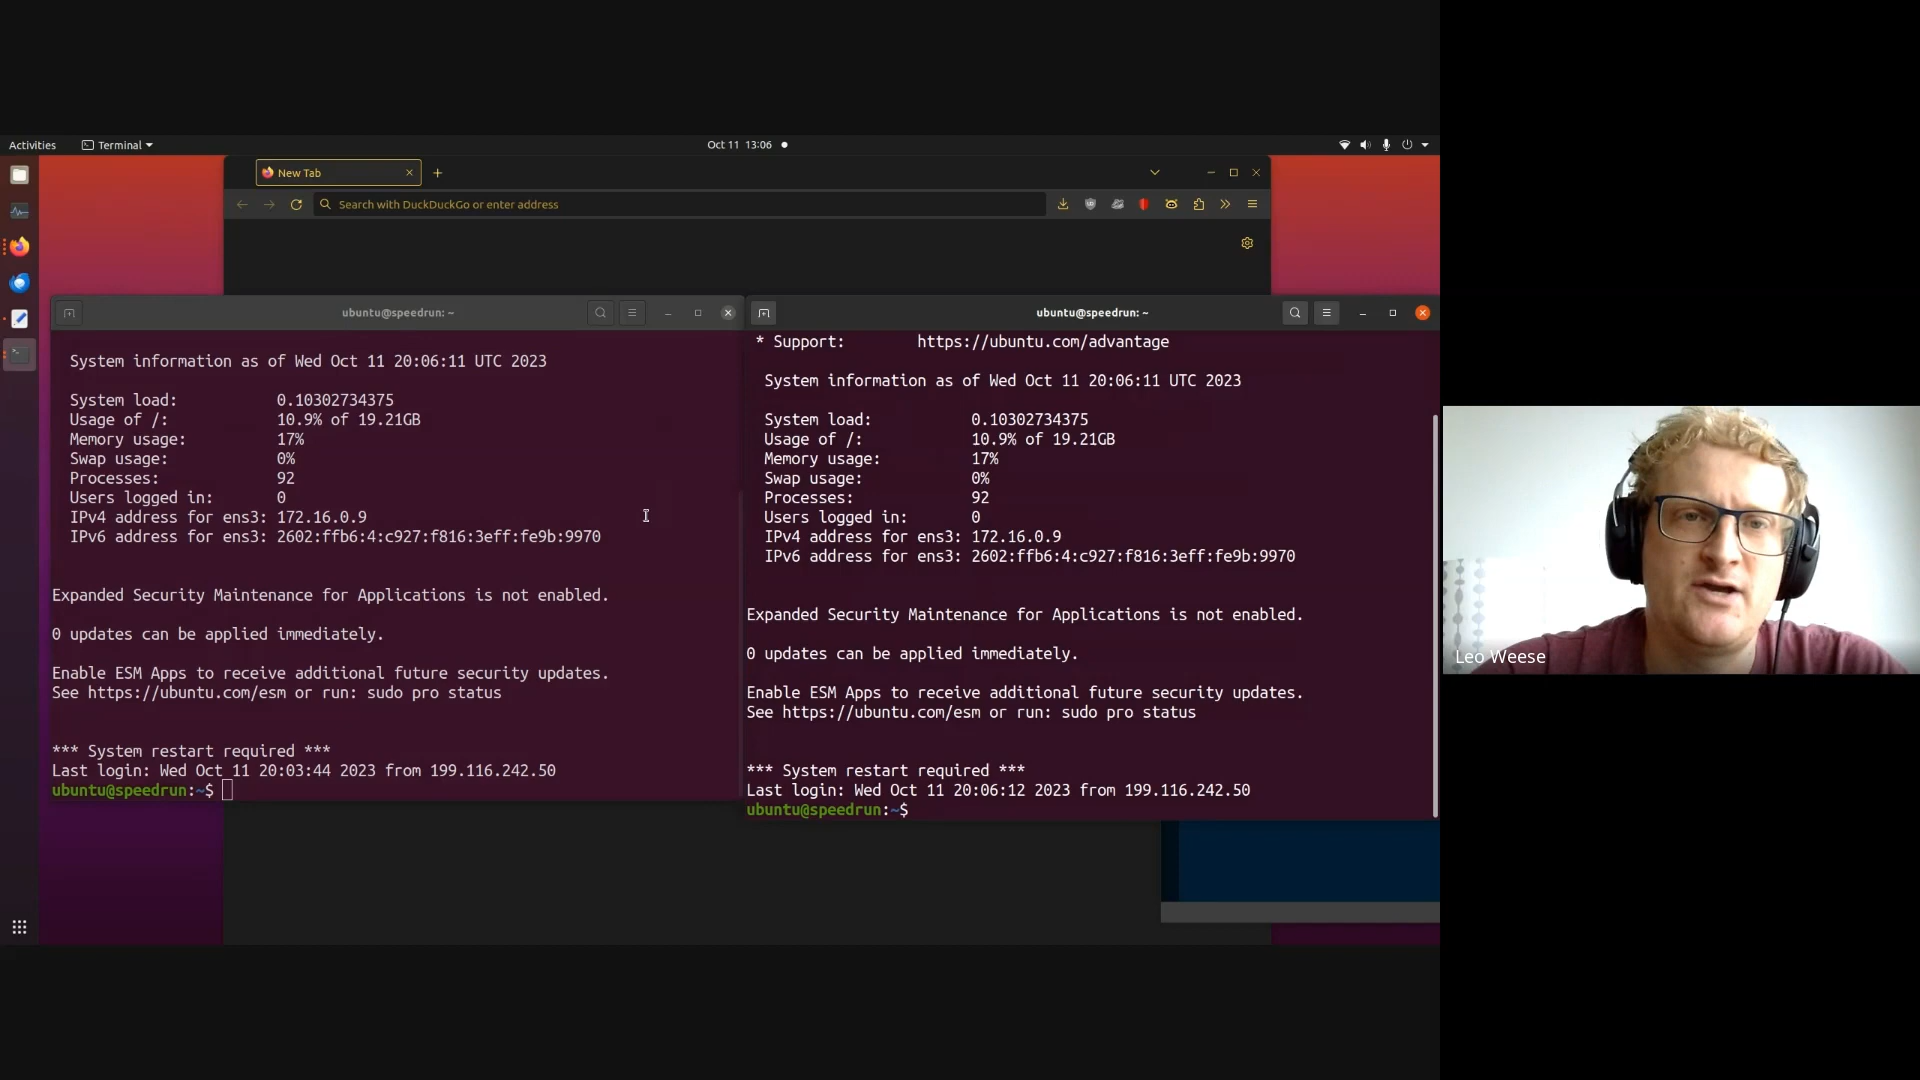 Activities
Terminal
Oct 11 13:06
New Tab
Search with DuckDuckGo or enter address
ubuntu@speedrun: ~
System information as of Wed Oct 11 20:06:11 UTC 2023
System load: 0.10302734375
Usage of /: 10.9% of 19.21GB
Memory usage: 17%
Swap usage: 0%
Processes: 92
Users logged in: 0
IPv4 address for ens3: 172.16.0.9
IPv6 address for ens3: 2602:ffb6:4:c927:f816:3eff:fe9b:9970
Expanded Security Maintenance for Applications is not enabled.
0 updates can be applied immediately.
Enable ESM Apps to receive additional future security updates.
See https://ubuntu.com/esm or run: sudo pro status
*** System restart required ***
Last login: Wed Oct 11 20:03:44 2023 from 199.116.242.50
ubuntu@speedrun:~$
ubuntu@speedrun: ~
* Support: https://ubuntu.com/advantage
System information as of Wed Oct 11 20:06:11 UTC 2023
System load: 0.10302734375
Usage of /: 10.9% of 19.21GB
Memory usage: 17%
Swap usage: 0%
Processes: 92
Users logged in: 0
IPv4 address for ens3: 172.16.0.9
IPv6 address for ens3: 2602:ffb6:4:c927:f816:3eff:fe9b:9970
Expanded Security Maintenance for Applications is not enabled.
0 updates can be applied immediately.
Enable ESM Apps to receive additional future security updates.
See https://ubuntu.com/esm or run: sudo pro status
*** System restart required ***
Last login: Wed Oct 11 20:06:12 2023 from 199.116.242.50
ubuntu@speedrun:~$
Leo Weese